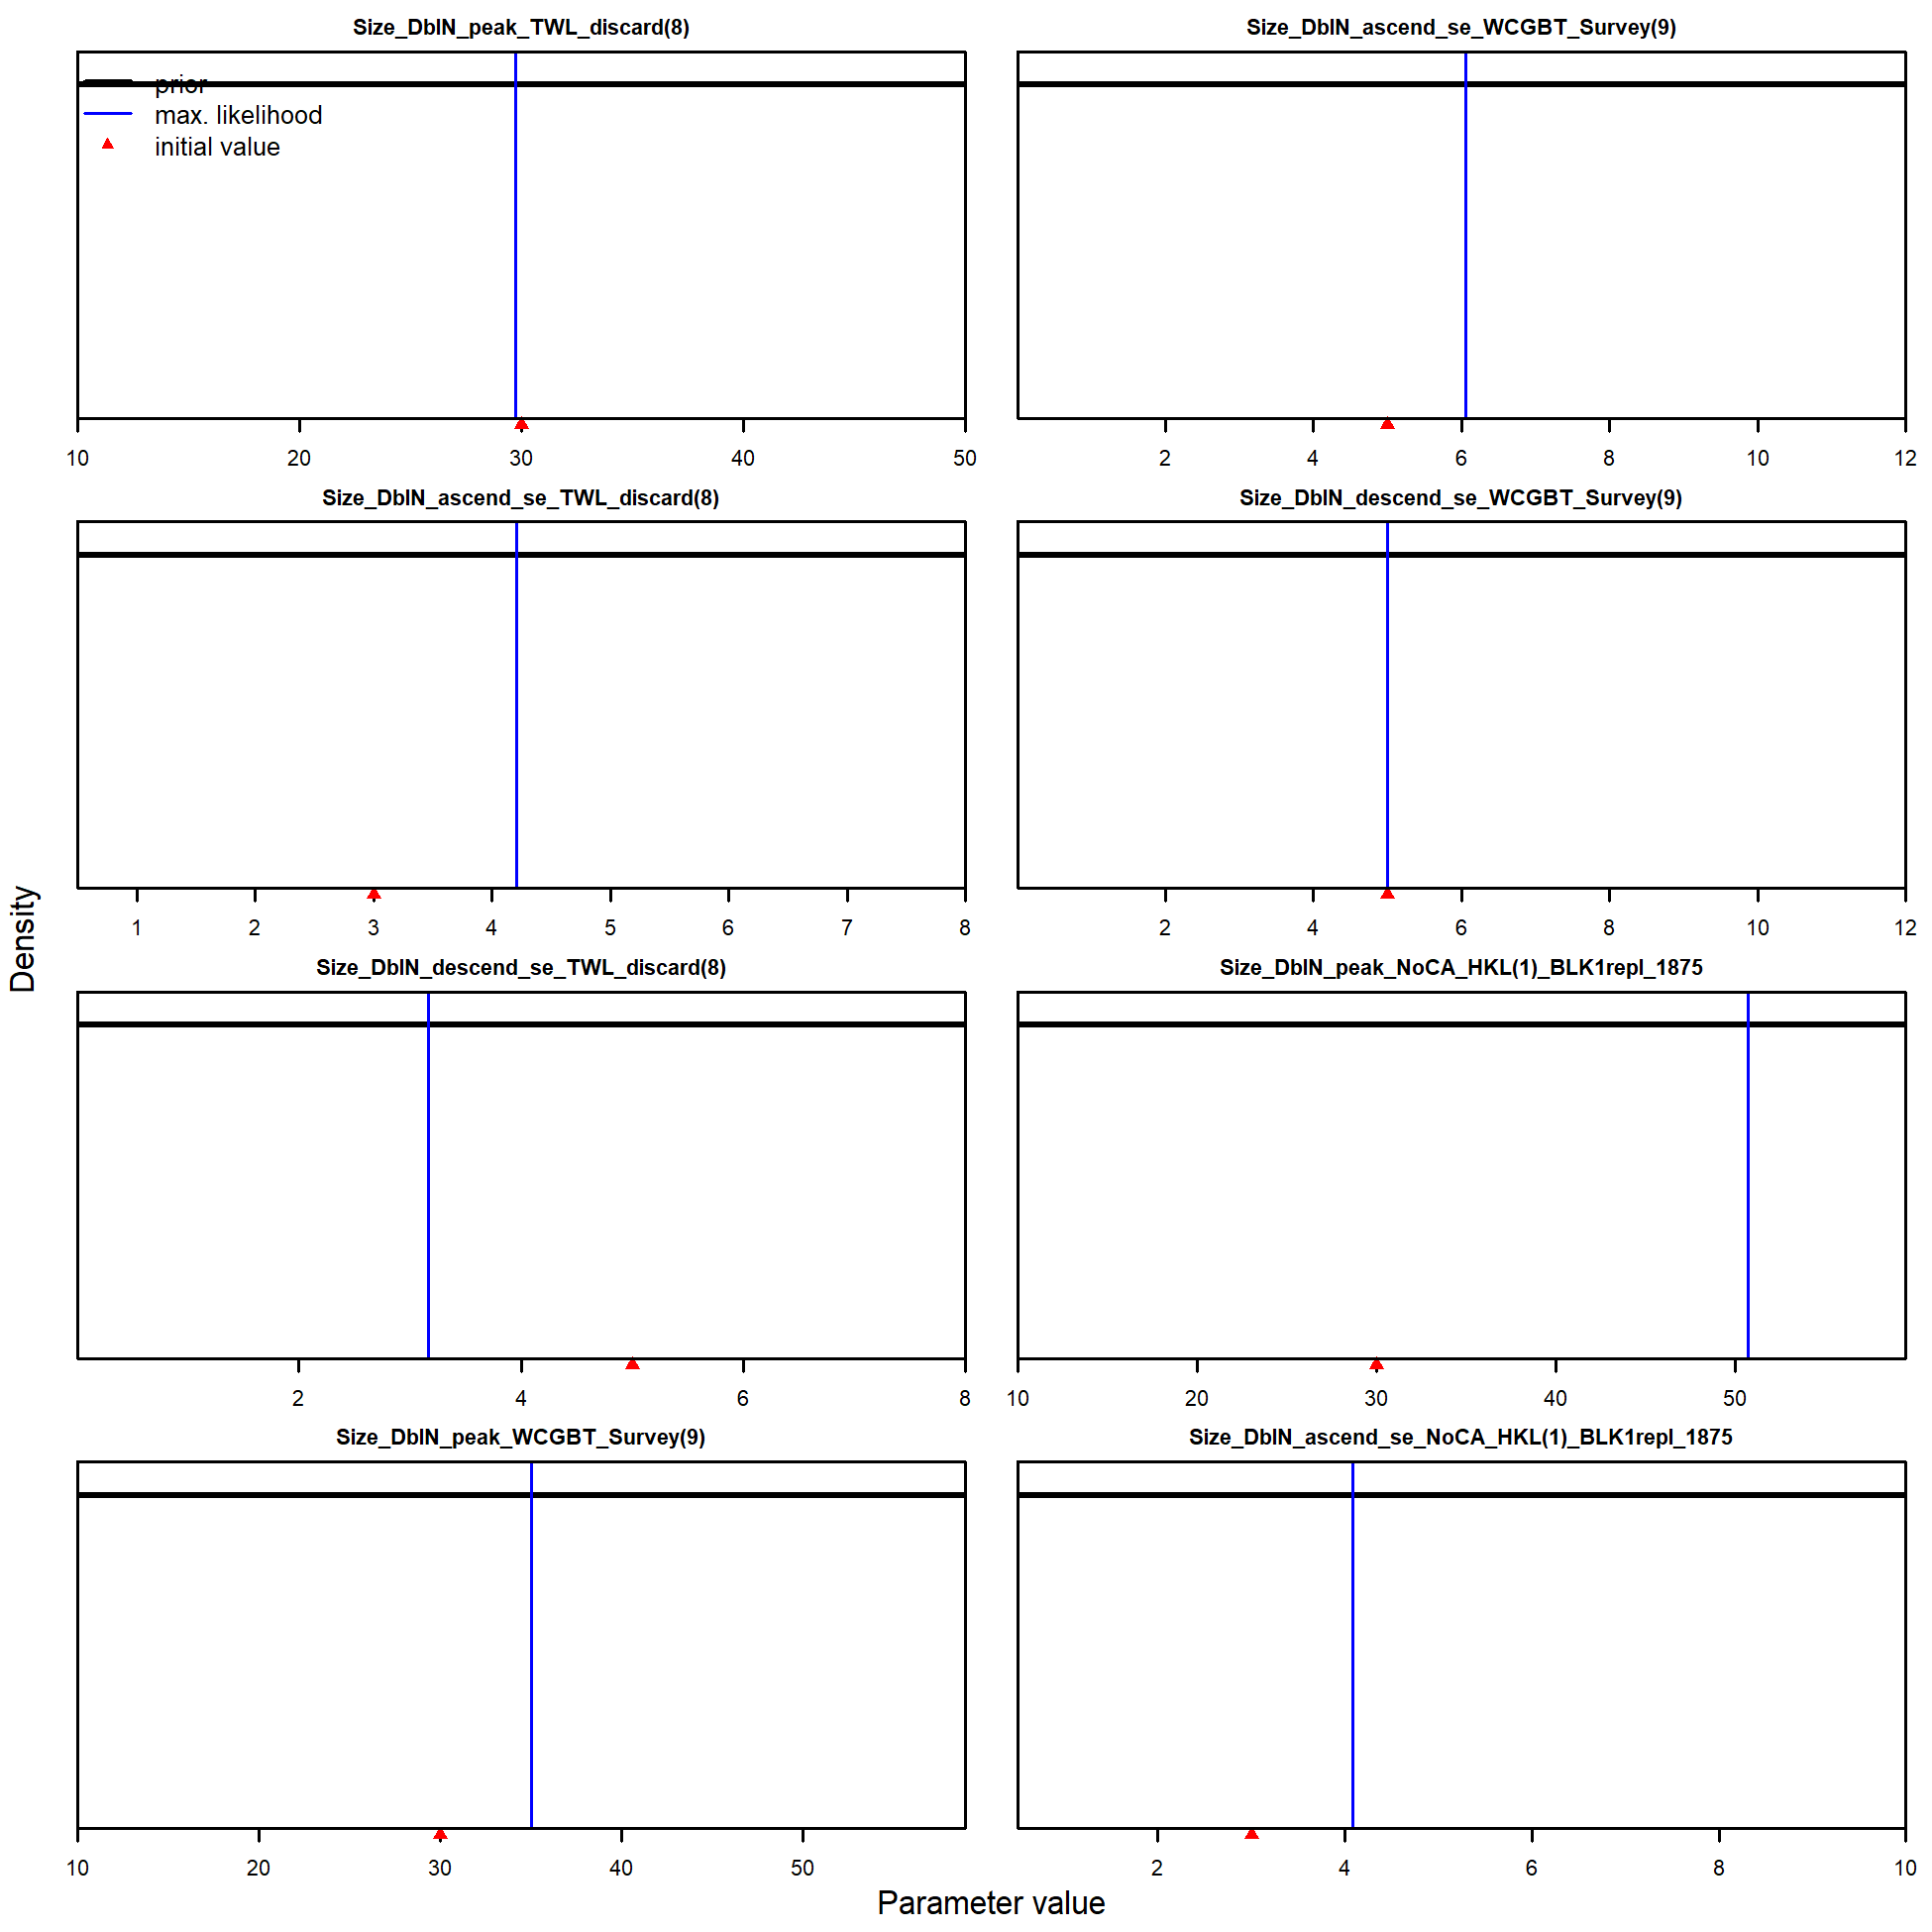 Size_DblN_peak_TWL_discard(8)
prior
max. likelihood
initial value
10 20 30 40 50
Size_DblN_ascend_se_WCGBT_Survey(9)
2 4 6 8 10 12
Size_DblN_ascend_se_TWL_discard(8)
1 2 3 4 5 6 7 8
Size_DblN_descend_se_WCGBT_Survey(9)
2 4 6 8 10 12
Density
Size_DblN_descend_se_TWL_discard(8)
2 4 6 8
Size_DblN_peak_NoCA_HKL(1)_BLK1repl_1875
10 20 30 40 50
Size_DblN_peak_WCGBT_Survey(9)
10 20 30 40 50
Size_DblN_ascend_se_NoCA_HKL(1)_BLK1repl_1875
2 4 6 8 10
Parameter value